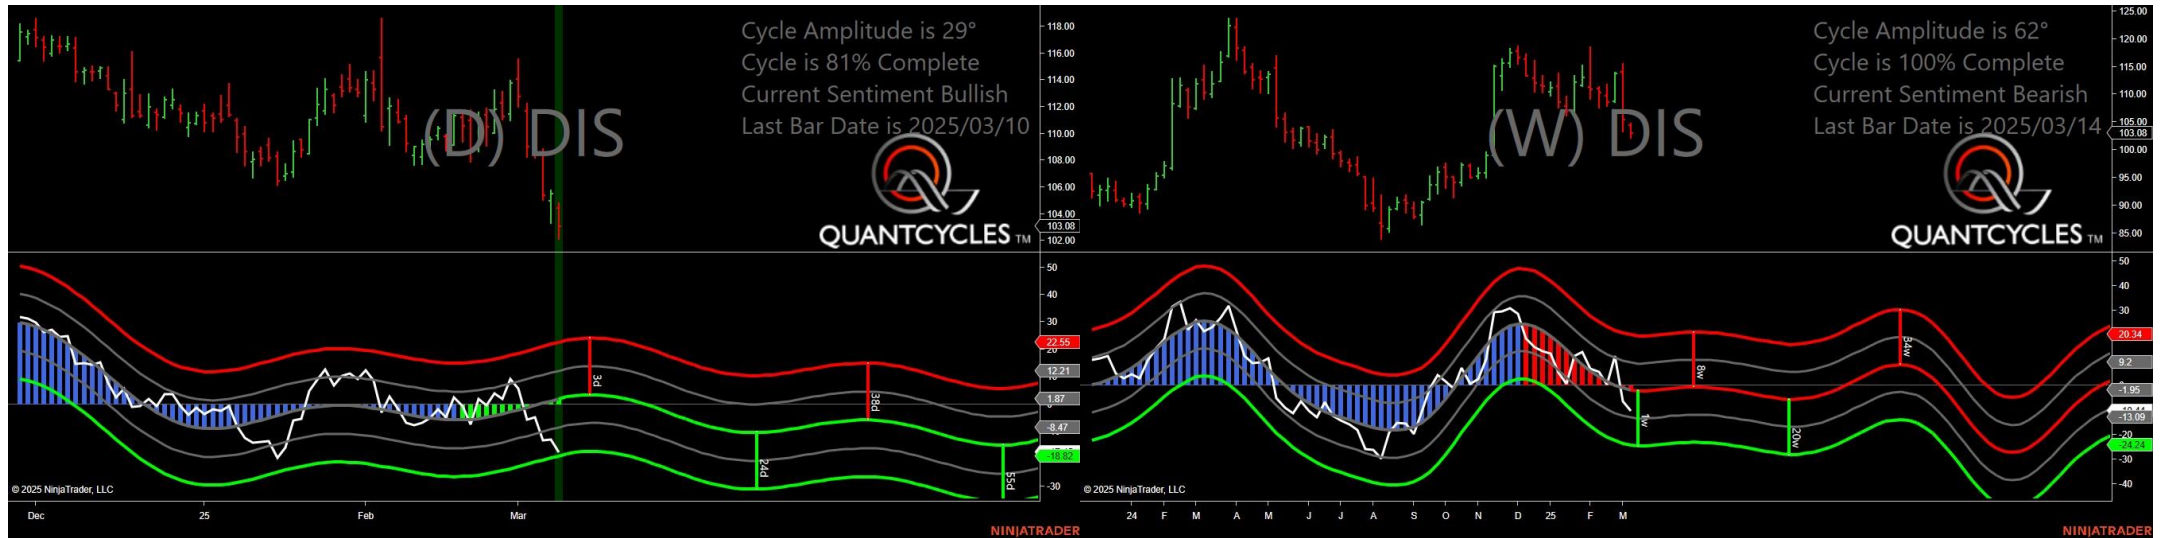 Cycle Amplitude is 29°
Cycle is 81% Complete
Current Sentiment Bullish
Last Bar Date is 2025/03/10
(D) DIS
QUANTCYCLES TM
118.00
116.00
114.00
112.00
110.00
108.00
106.00
104.00
103.08
102.00
50
40
30
22.55
20
12.21
1.87
-8.47
-18.82
-30
3d
38d
24d
55d
© 2025 NinjaTrader, LLC
Dec
25
Feb
Mar
NINJATRADER
Cycle Amplitude is 62°
Cycle is 100% Complete
Current Sentiment Bearish
Last Bar Date is 2025/03/14
(W) DIS
QUANTCYCLES TM
125.00
120.00
115.00
110.00
105.00
103.08
100.00
95.00
90.00
85.00
50
40
30
20.34
9.2
-1.95
-13.09
-20
-24.24
-30
-40
8w
34w
1w
20w
© 2025 NinjaTrader, LLC
24
F
M
A
M
J
J
A
S
O
N
D
25
F
M
NINJATRADER